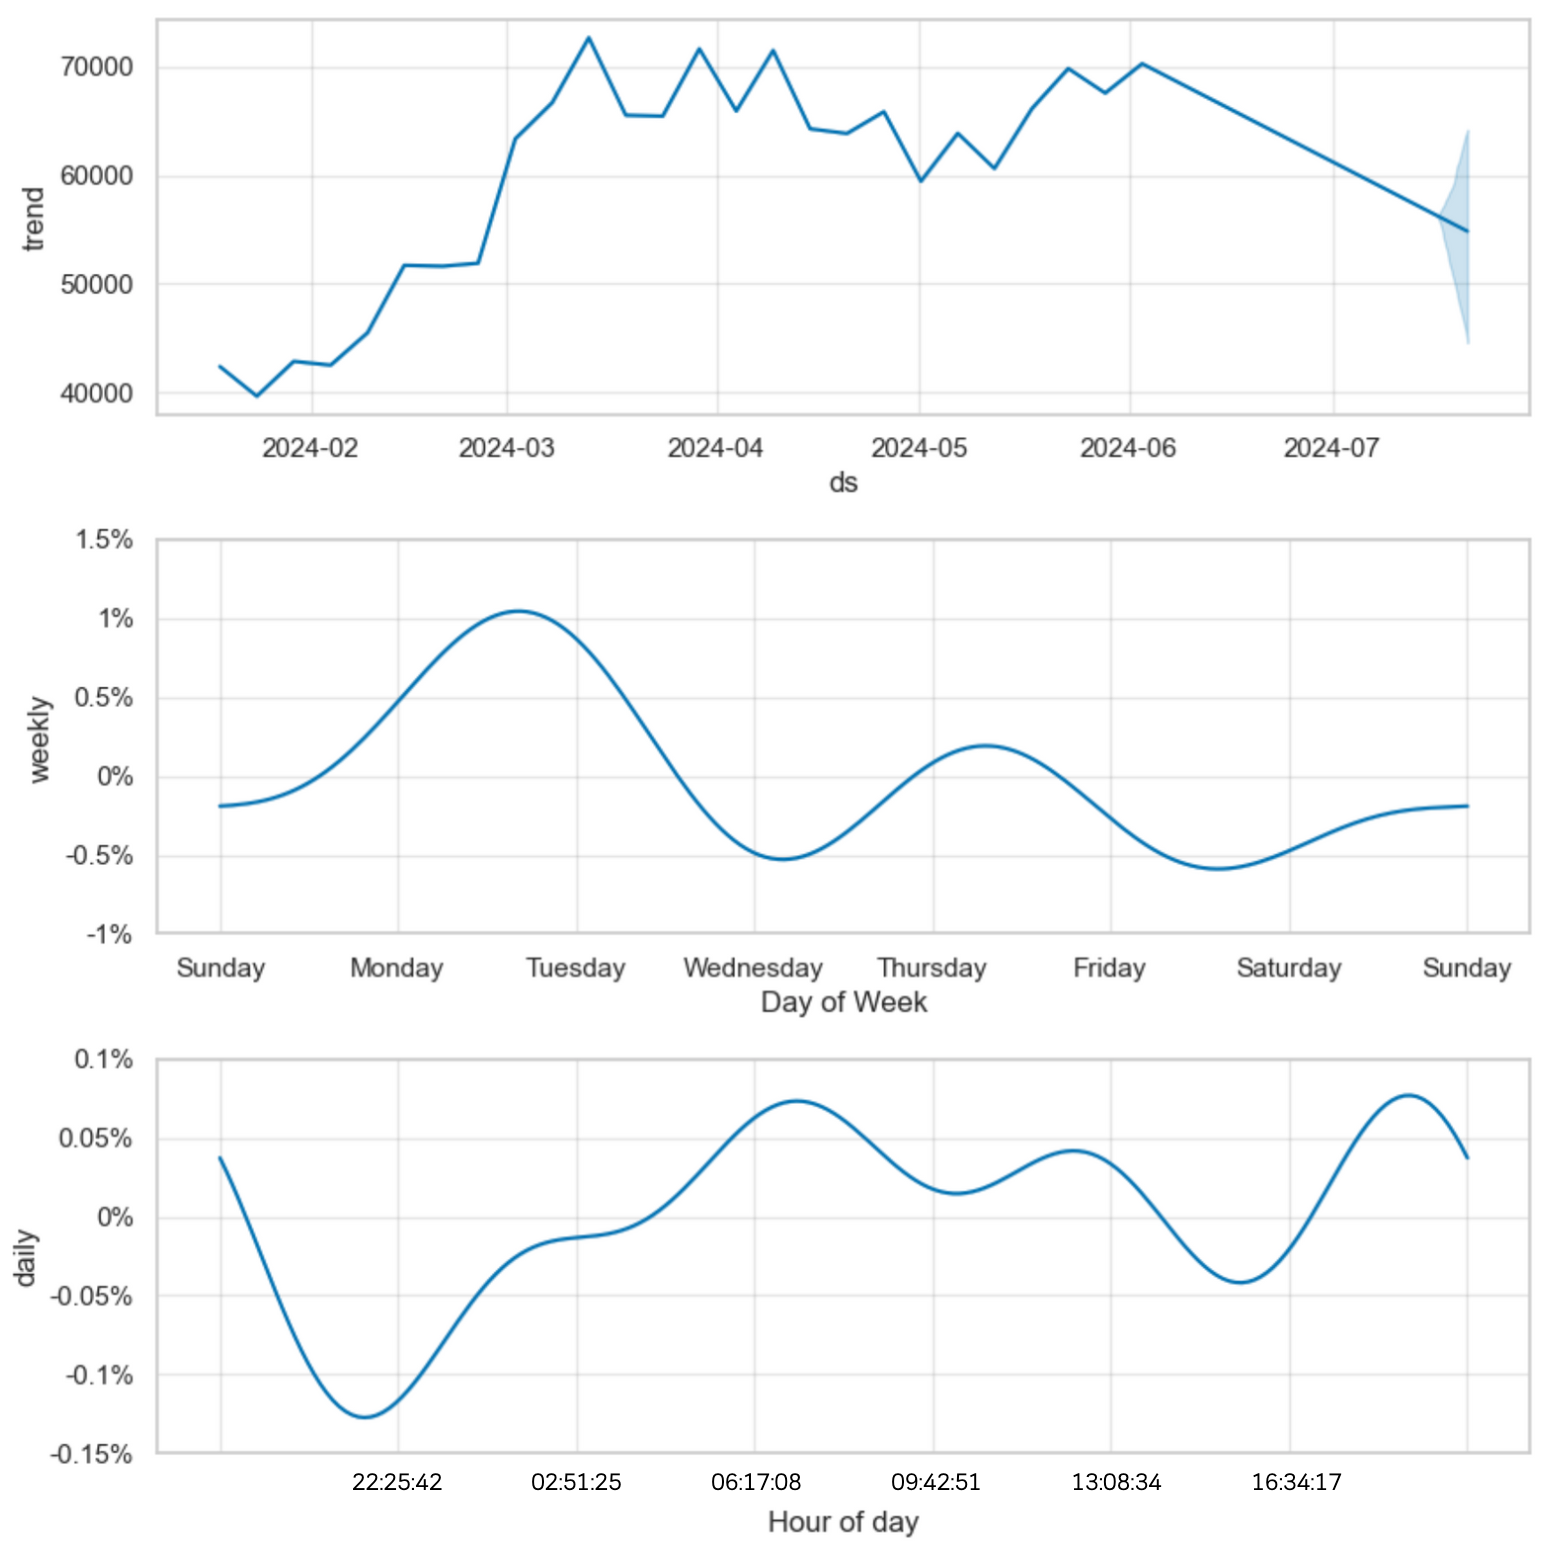 70000
60000
50000
40000
trend
2024-02 2024-03 2024-04 2024-05 2024-06 2024-07
ds
1.5%
1%
0.5%
0%
-0.5%
-1%
weekly
Sunday Monday Tuesday Wednesday Thursday Friday Saturday Sunday
Day of Week
0.1%
0.05%
0%
-0.05%
-0.1%
-0.15%
daily
22:25:42 02:51:25 06:17:08 09:42:51 13:08:34 16:34:17
Hour of day